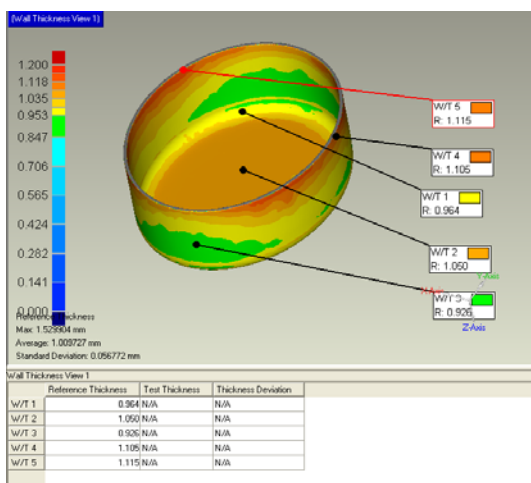 (Wall Thickness View 1)
1.200
1.118
1.035
0.953
0.847
0.706
0.565
0.424
0.282
0.141
0.000
W/T 5
R: 1.115
W/T 4
R: 1.105
W/T 1
R: 0.964
W/T 2
R: 1.050
W/T 3
R: 0.926
X-Axis
Y-Axis
Z-Axis
Reference Thickness
Max: 1.529904 mm
Average: 1.009727 mm
Standard Deviation: 0.056772 mm
Wall Thickness View 1
Reference Thickness Test Thickness Thickness Deviation
W/T 1 0.964 N/A N/A
W/T 2 1.050 N/A N/A
W/T 3 0.926 N/A N/A
W/T 4 1.105 N/A N/A
W/T 5 1.115 N/A N/A